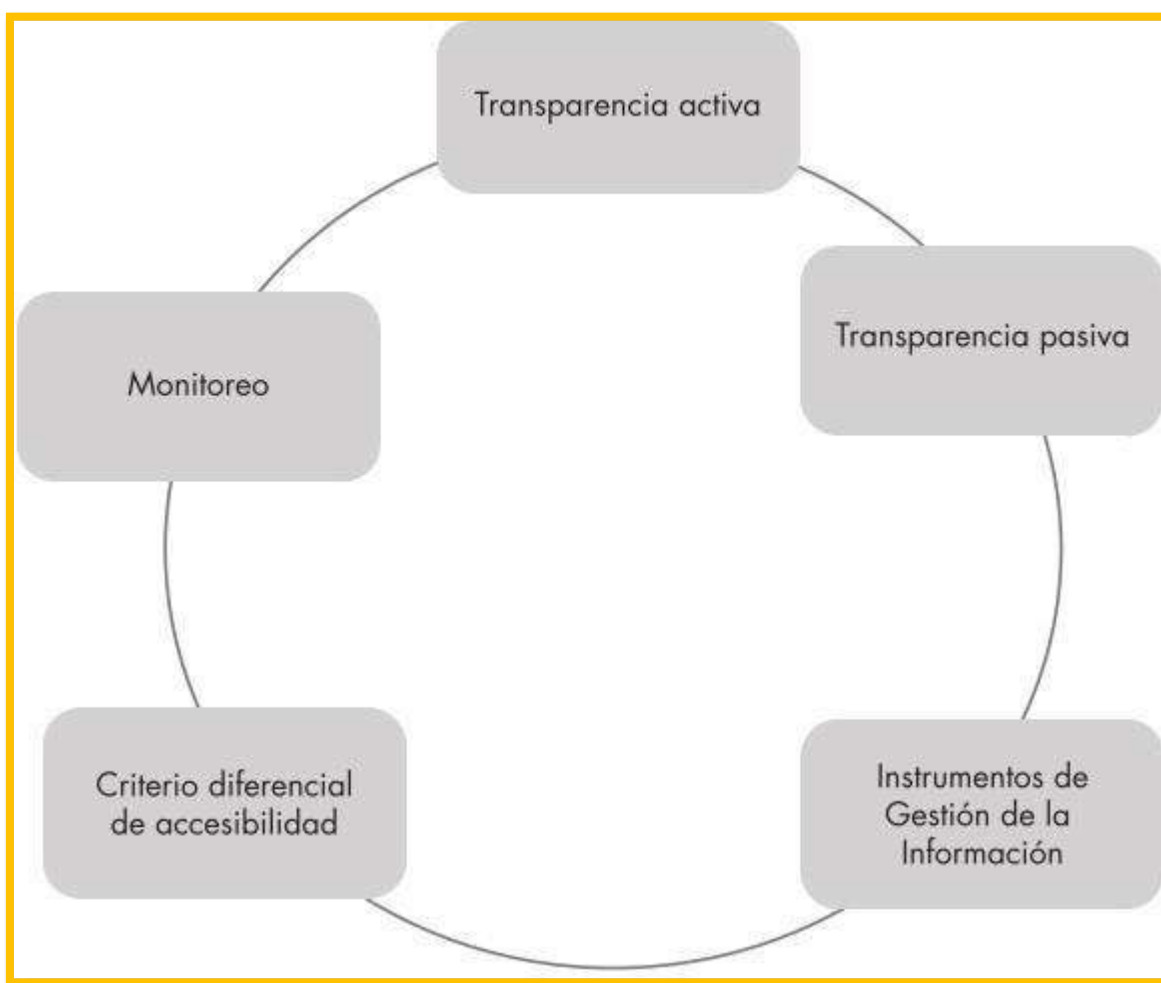 Transparencia activa
Transparencia pasiva
Monitoreo
Criterio diferencial
de accesibilidad
Instrumentos de
Gestión de la
Información